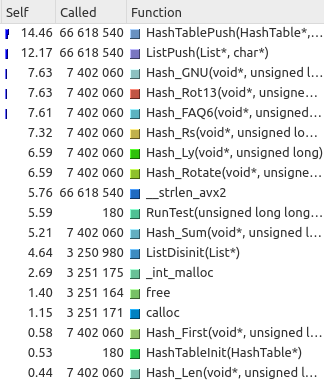 Self Called Function
14.46 66 618 540 HashTablePush(HashTable*,...
12.17 66 618 540 ListPush(List*, char*)
7.63 7 402 060 Hash_GNU(void*, unsigned l...
7.63 7 402 060 Hash_Rot13(void*, unsigne...
7.61 7 402 060 Hash_FAQ6(void*, unsigned...
7.32 7 402 060 Hash_Rs(void*, unsigned lo...
6.59 7 402 060 Hash_Ly(void*, unsigned long)
6.59 7 402 060 Hash_Rotate(void*, unsigne...
5.76 66 618 540 __strlen_avx2
5.59 180 RunTest(unsigned long long...
5.21 7 402 060 Hash_Sum(void*, unsigned l...
4.64 3 250 980 ListDisinit(List*)
2.69 3 251 175 _int_malloc
1.40 3 251 164 free
1.15 3 251 171 calloc
0.58 7 402 060 Hash_First(void*, unsigned l...
0.53 180 HashTableInit(HashTable*)
0.44 7 402 060 Hash_Len(void*, unsigned l...